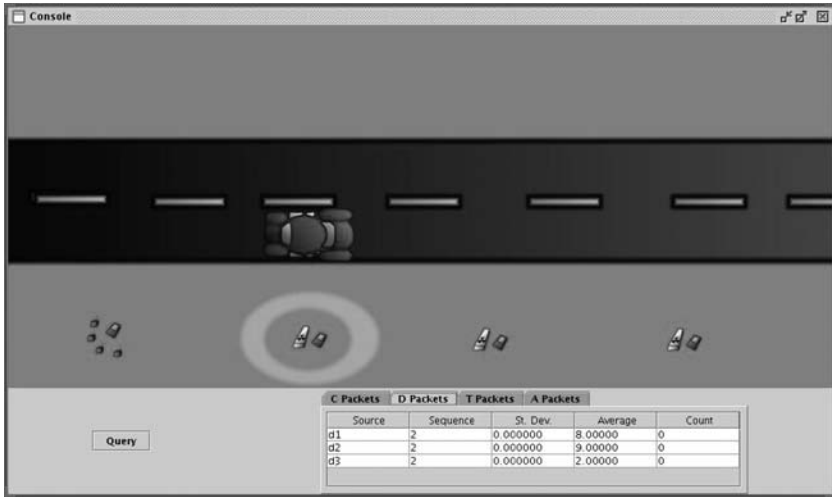 Console
C Packets D Packets T Packets A Packets
Source Sequence St. Dev. Average Count
d1 2 0.000000 8.00000 0
d2 2 0.000000 9.00000 0
d3 2 0.000000 2.00000 0
Query